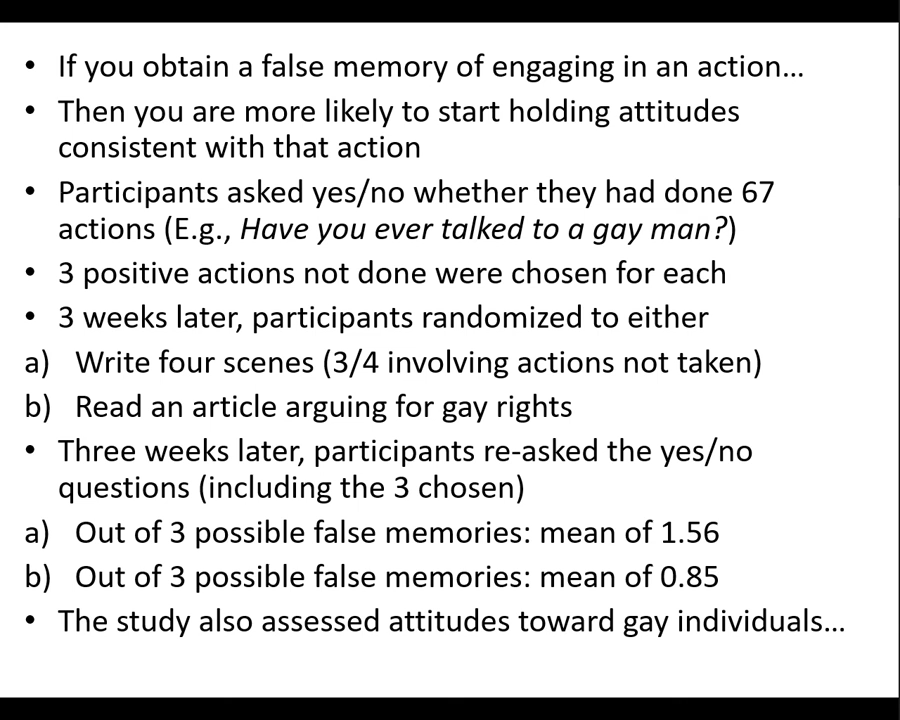 • If you obtain a false memory of engaging in an action...
• Then you are more likely to start holding attitudes
consistent with that action
• Participants asked yes/no whether they had done 67
actions (E.g., Have you ever talked to a gay man?)
• 3 positive actions not done were chosen for each
• 3 weeks later, participants randomized to either
a) Write four scenes (3/4 involving actions not taken)
b) Read an article arguing for gay rights
• Three weeks later, participants re-asked the yes/no
questions (including the 3 chosen)
a) Out of 3 possible false memories: mean of 1.56
b) Out of 3 possible false memories: mean of 0.85
• The study also assessed attitudes toward gay individuals...